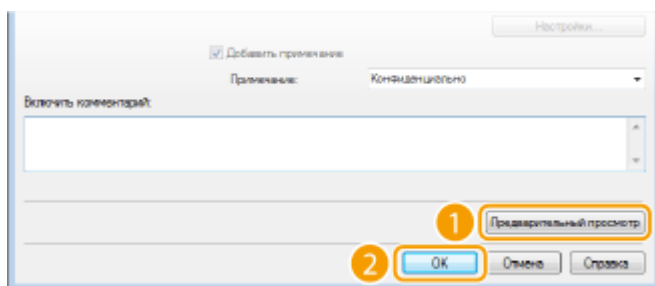 Настройки...
Добавить примечание
Примечание: Конфиденциально
Включить комментарий:
1 Предварительный просмотр
2 OK Отмена Справка